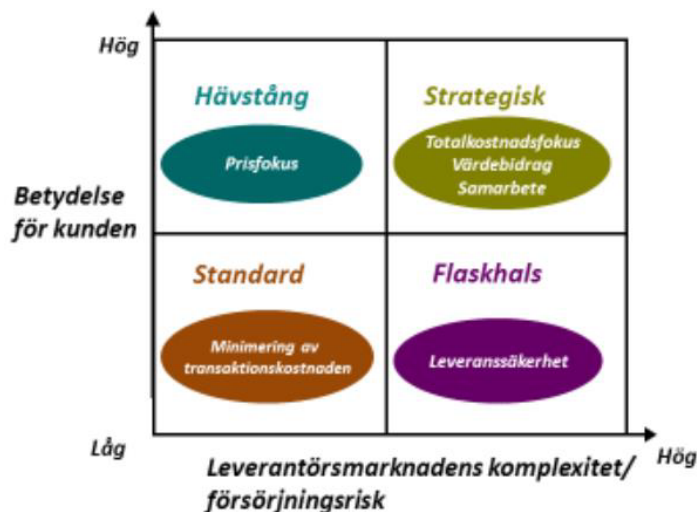 Hög
Hävstång
Strategisk
Prisfokus
Totalkostnadsfokus
Värdebidrag
Samarbete
Betydelse
för kunden
Standard
Flaskhals
Minimering av
transaktionskostnaden
Leveranssäkerhet
Låg
Leverantörsmarknadens komplexitet/
försörjningsrisk
Hög